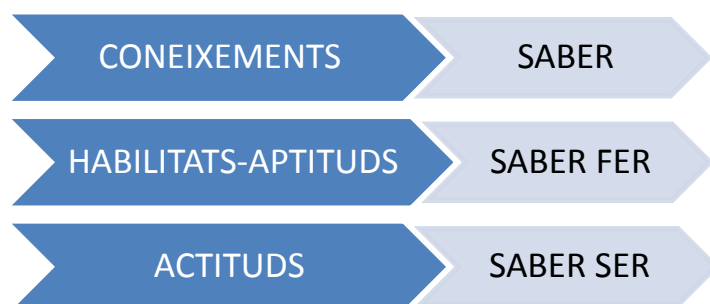 CONEIXEMENTS SABER
HABILITATS-APTITUDS SABER FER
ACTITUDS SABER SER